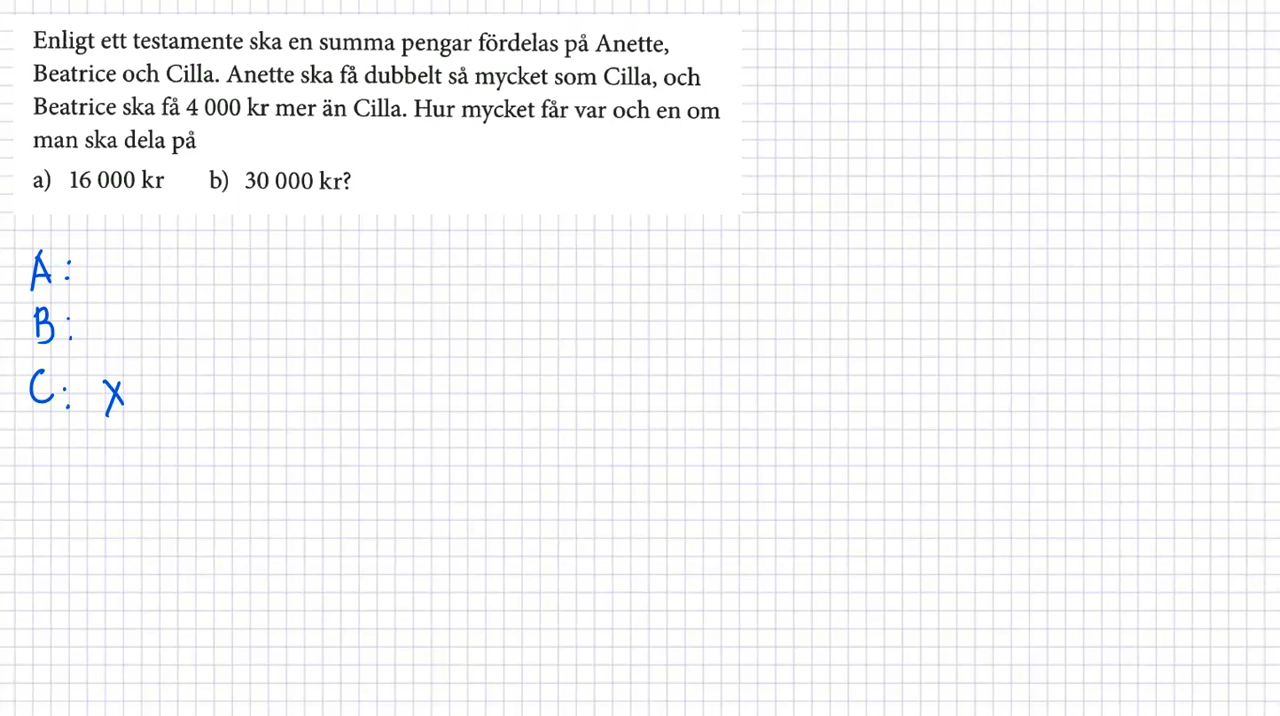 Enligt ett testamente ska en summa pengar fördelas på Anette,
Beatrice och Cilla. Anette ska få dubbelt så mycket som Cilla, och
Beatrice ska få 4 000 kr mer än Cilla. Hur mycket får var och en om
man ska dela på
a) 16 000 kr b) 30 000 kr?
A:
B:
C: x